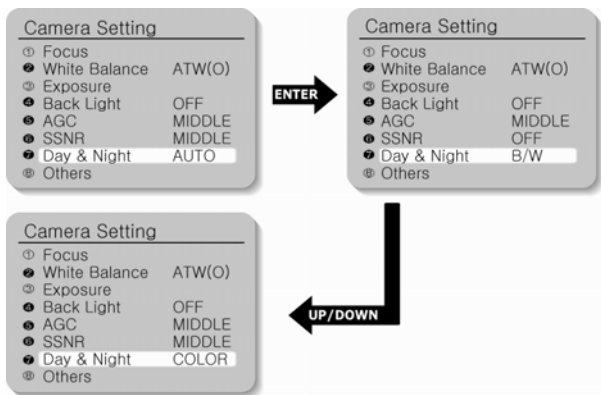 Camera Setting
① Focus
❷ White Balance ATW(O)
③ Exposure
❹ Back Light OFF
❺ AGC MIDDLE
❻ SSNR MIDDLE
❼ Day & Night AUTO
⑧ Others
ENTER
Camera Setting
① Focus
❷ White Balance ATW(O)
③ Exposure
❹ Back Light OFF
❺ AGC MIDDLE
❻ SSNR OFF
❼ Day & Night B/W
⑧ Others
UP/DOWN
Camera Setting
① Focus
❷ White Balance ATW(O)
③ Exposure
❹ Back Light OFF
❺ AGC MIDDLE
❻ SSNR MIDDLE
❼ Day & Night COLOR
⑧ Others